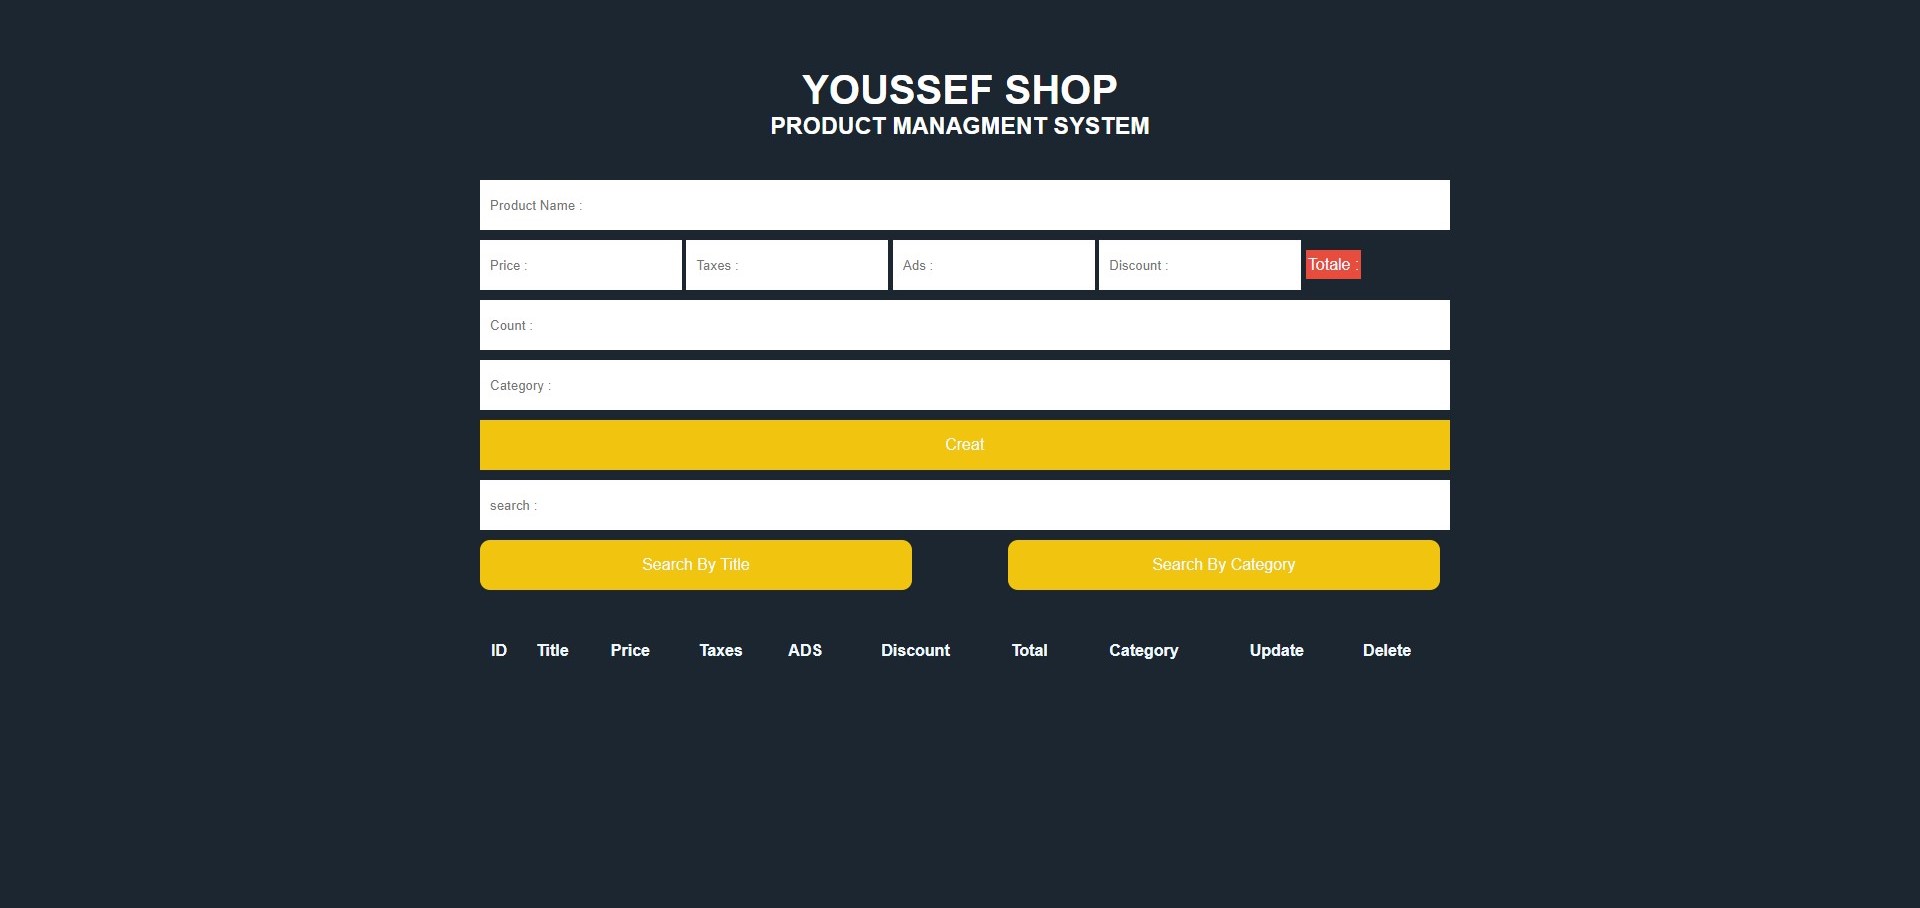 YOUSSEF SHOP
PRODUCT MANAGMENT SYSTEM
Product Name :
Price : Taxes : Ads : Discount : Totale :
Count :
Category :
Creat
search :
Search By Title Search By Category
ID Title Price Taxes ADS Discount Total Category Update Delete